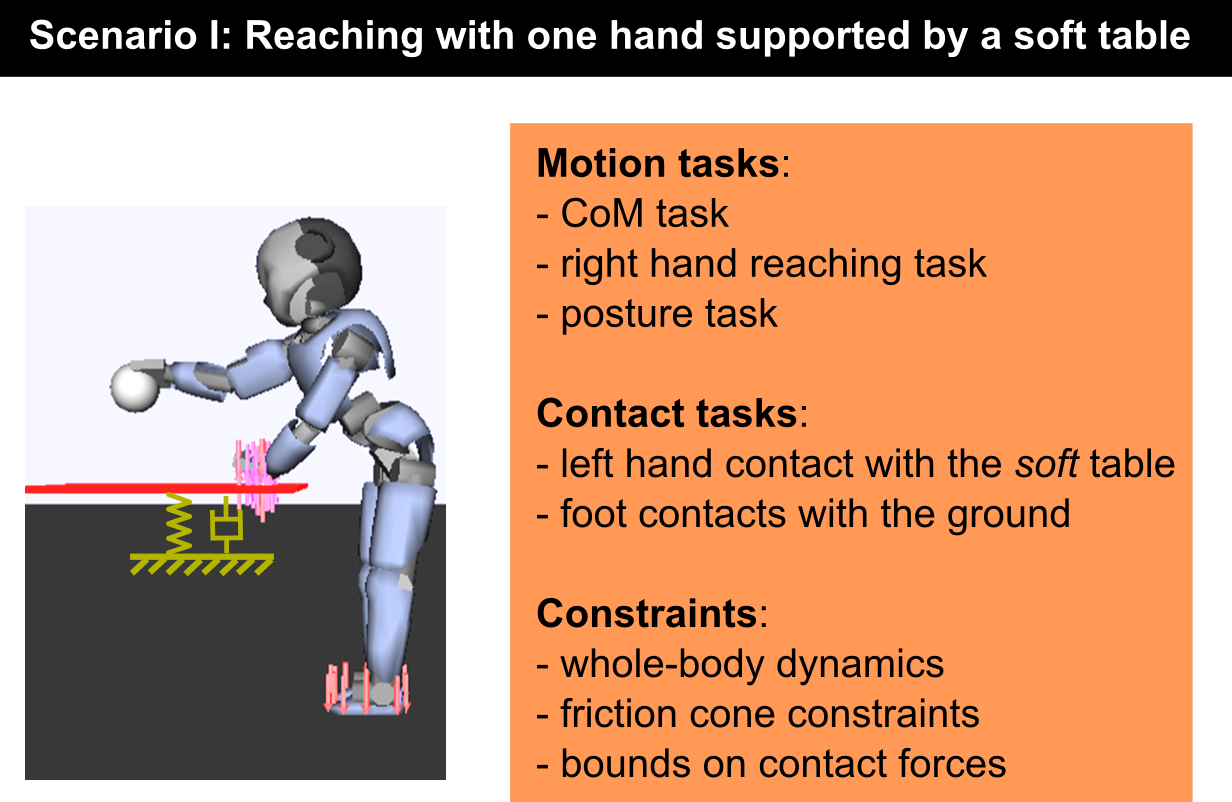 Scenario I: Reaching with one hand supported by a soft table
Motion tasks:
- CoM task
- right hand reaching task
- posture task
Contact tasks:
- left hand contact with the soft table
- foot contacts with the ground
Constraints:
- whole-body dynamics
- friction cone constraints
- bounds on contact forces